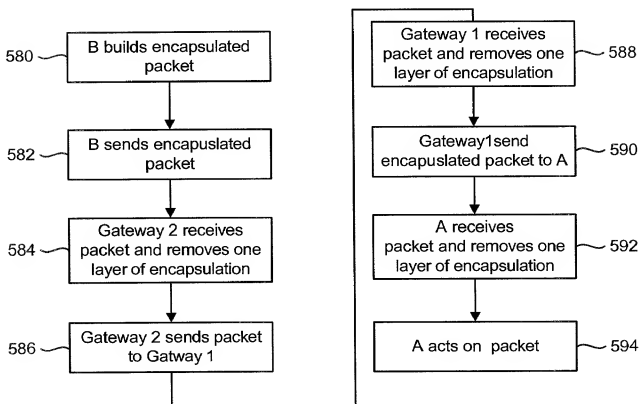 580
B builds encapsulated
packet
582
B sends encapuslated
packet
584
Gateway 2 receives
packet and removes one
layer of encapsulation
586
Gateway 2 sends packet
to Gatway 1
Gateway 1 receives
packet and removes one
layer of encapsulation
588
Gateway1send
encapuslated packet to A
590
A receives
packet and removes one
layer of encapsulation
592
A acts on packet
594